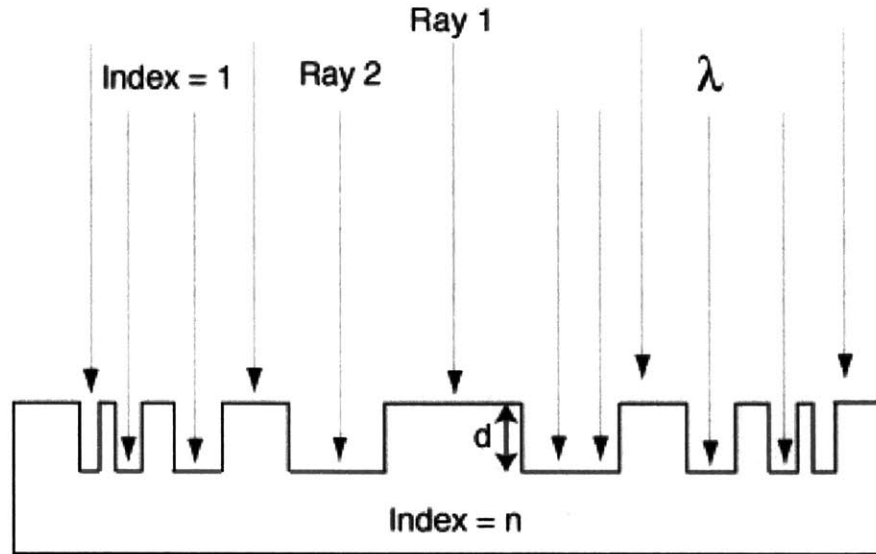 Ray 1
Index = 1
Ray 2
λ
d
Index = n